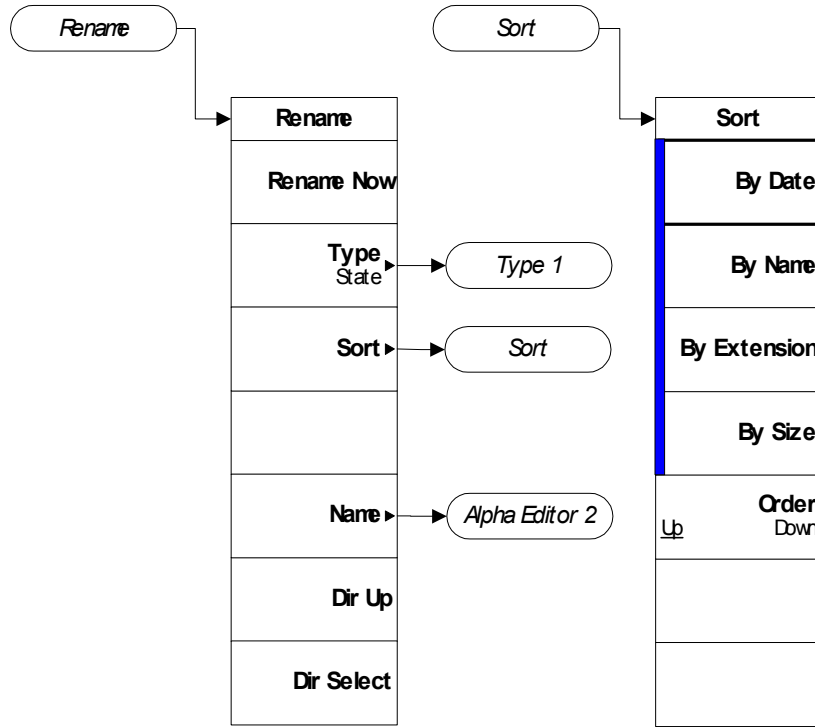 Rename
Sort
Rename
Rename Now
Type
State
Type 1
Sort
Sort
Name
Alpha Editor 2
Dir Up
Dir Select
Sort
By Date
By Name
By Extension
By Size
Order
Up Down